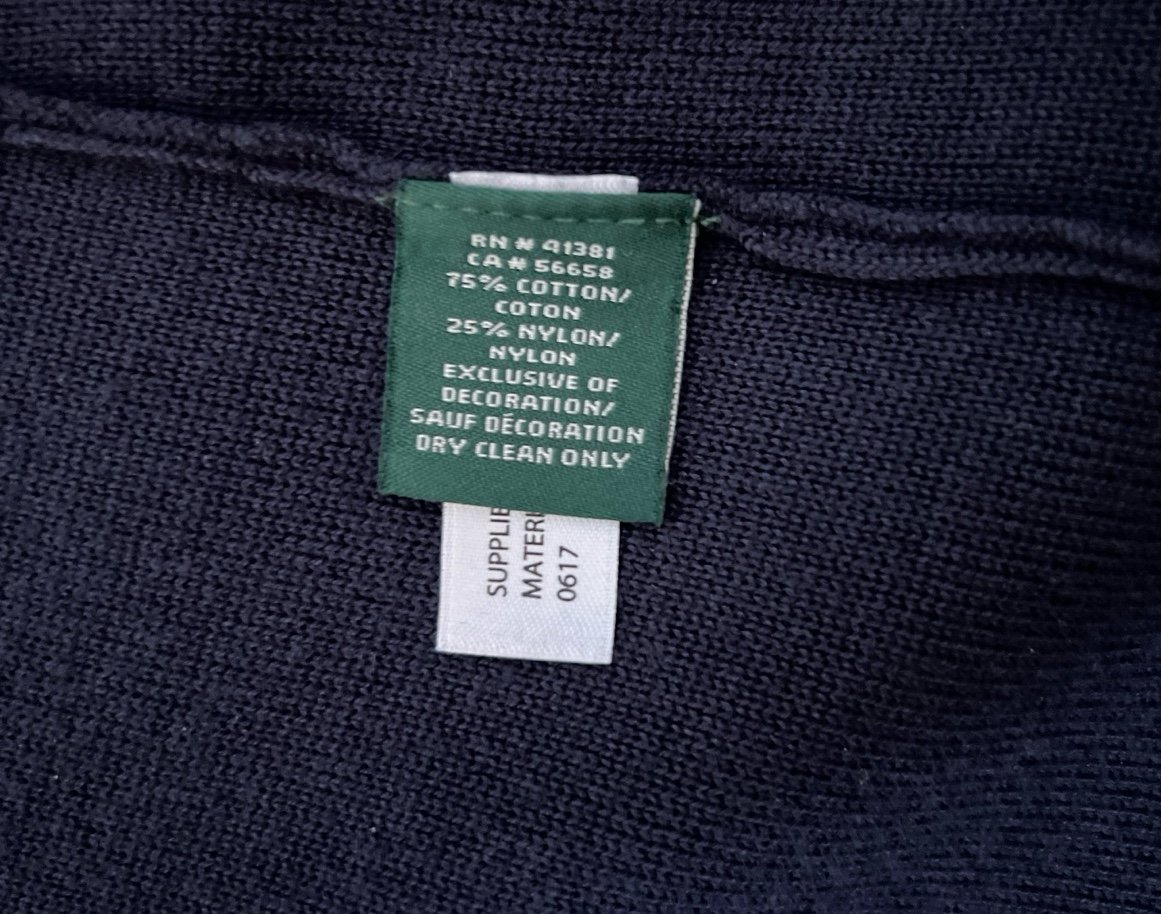 RN # 41381
CA # 56658
75% COTTON/
COTON
25% NYLON/
NYLON
EXCLUSIVE OF
DECORATION/
SAUF DÉCORATION
DRY CLEAN ONLY
0617